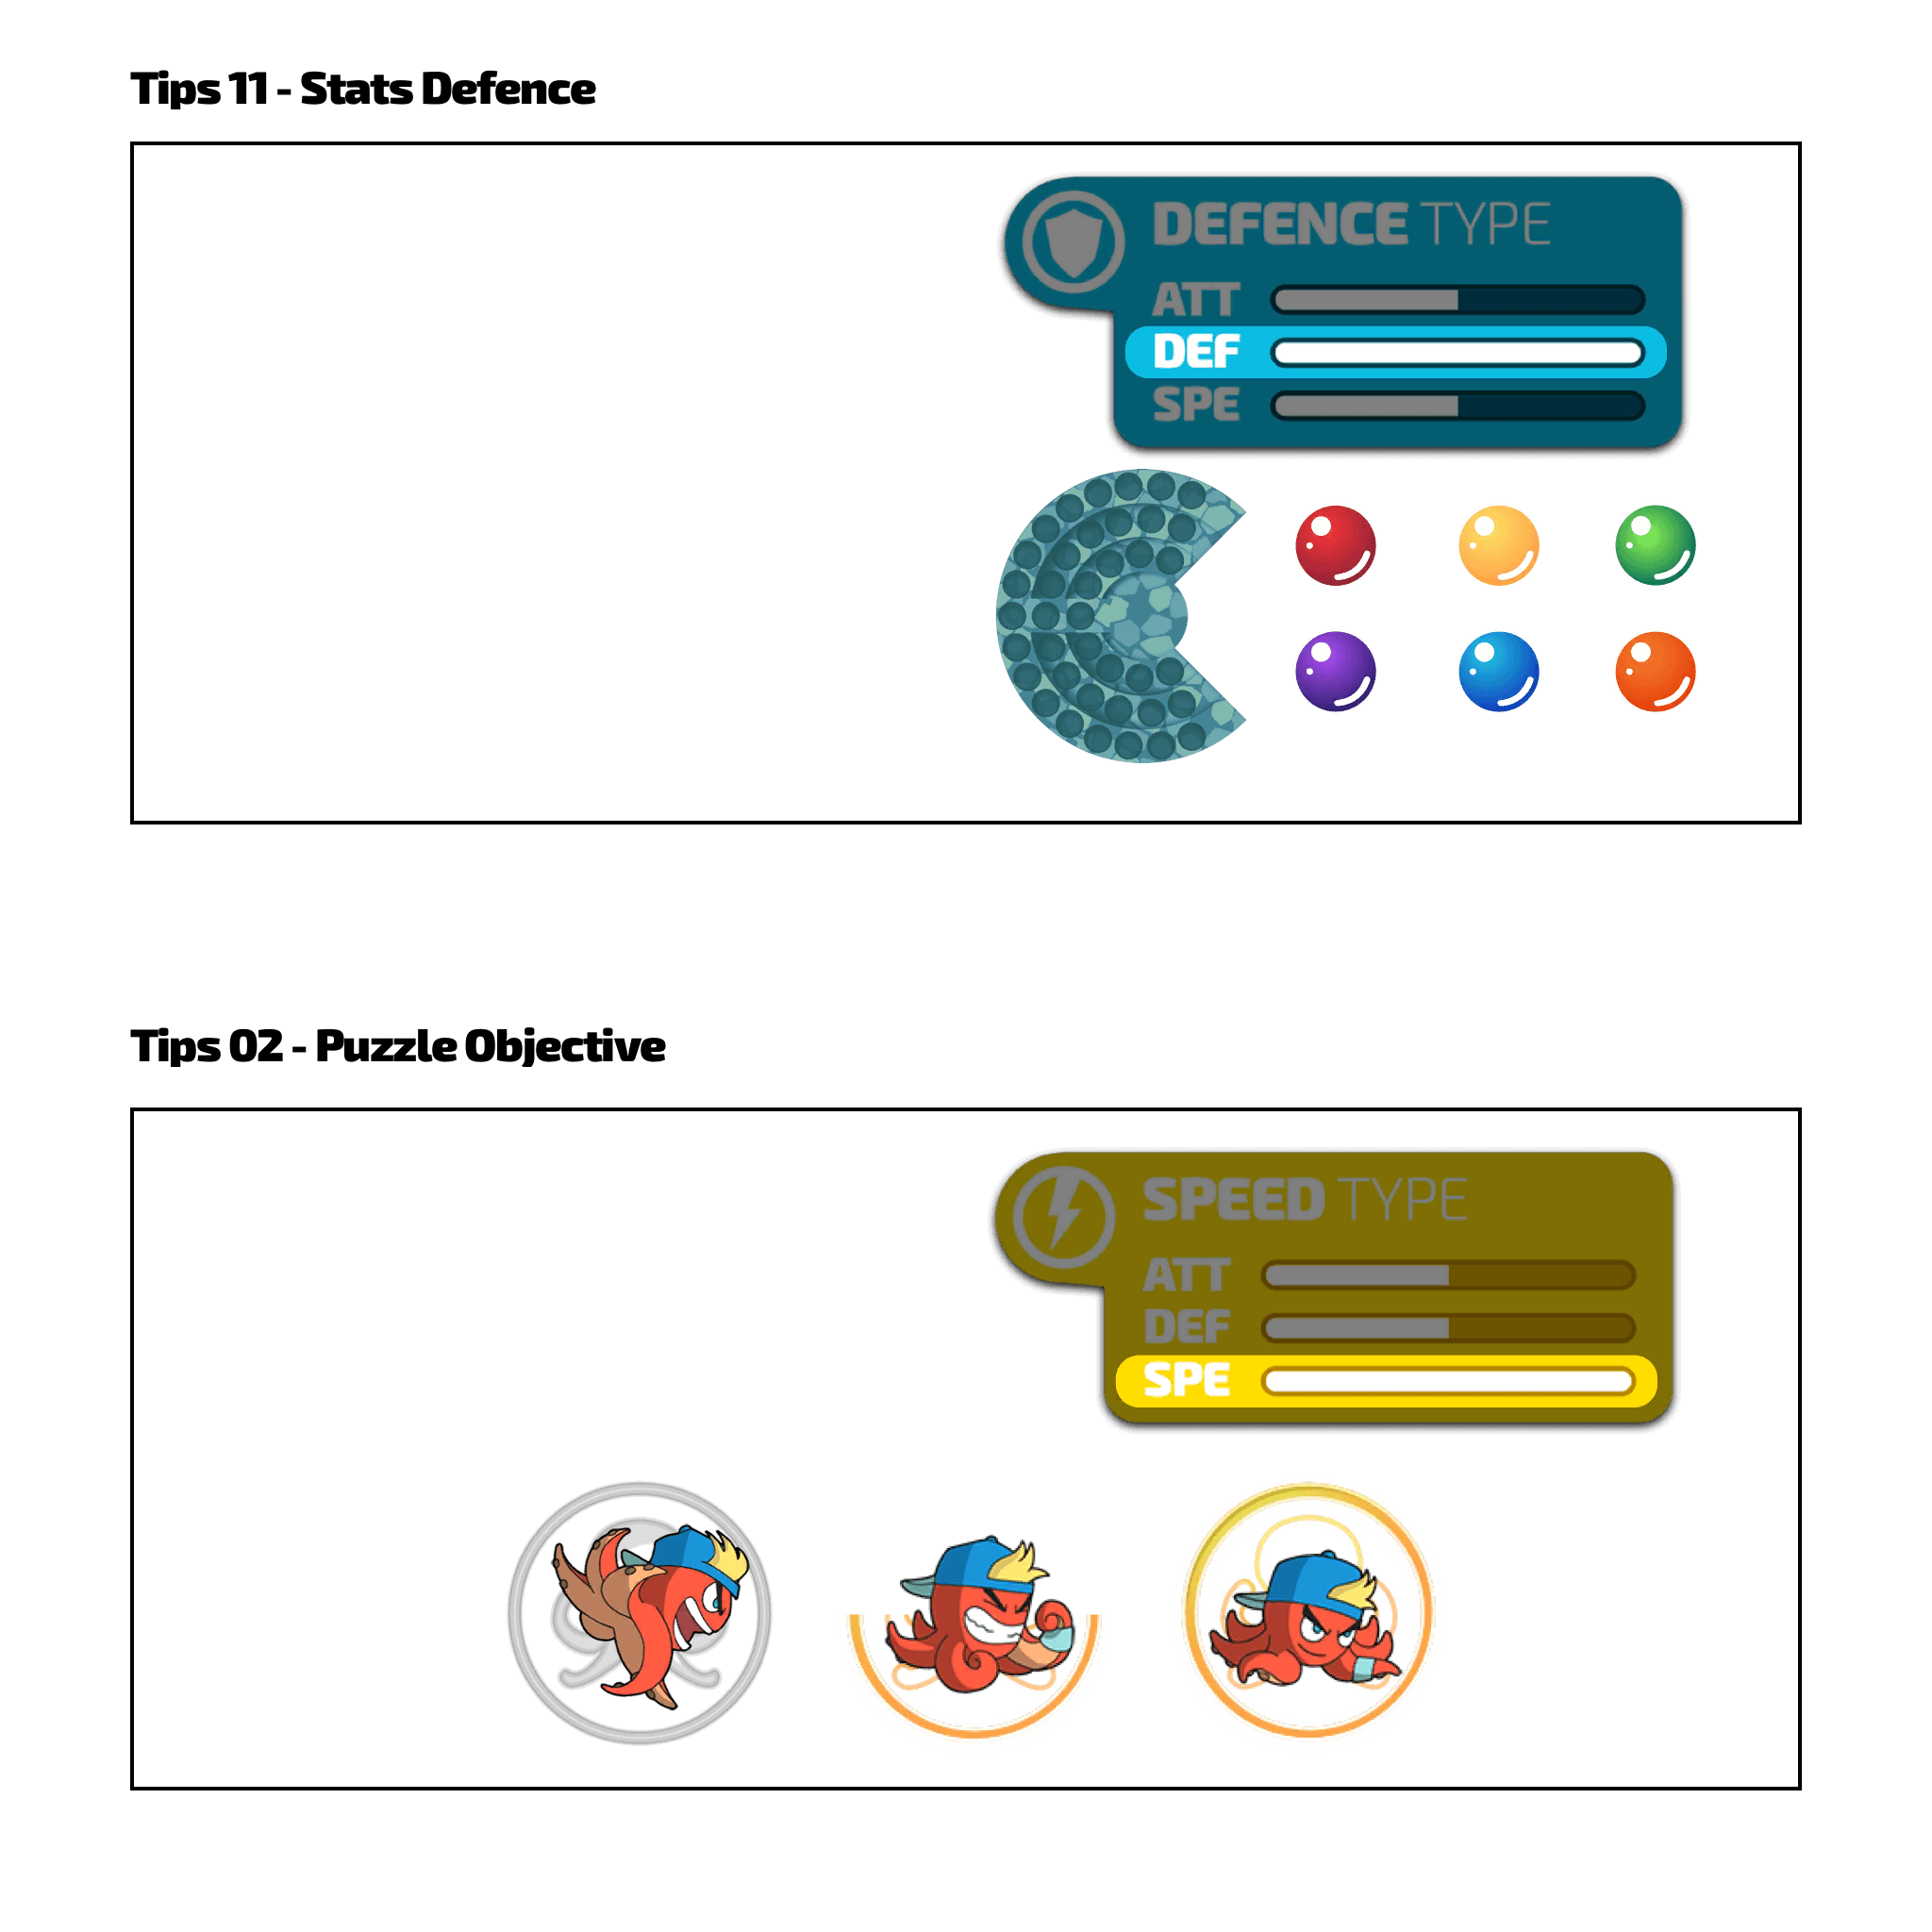 Tips 11 - Stats Defence
DEFENCE TYPE
ATT
DEF
SPE
Tips 02 - Puzzle Objective
SPEED TYPE
ATT
DEF
SPE